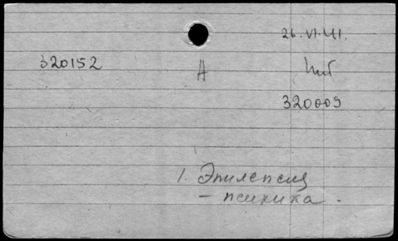 26.VI.41.
320152 А
320009
1. Эпилепсия
– психика.